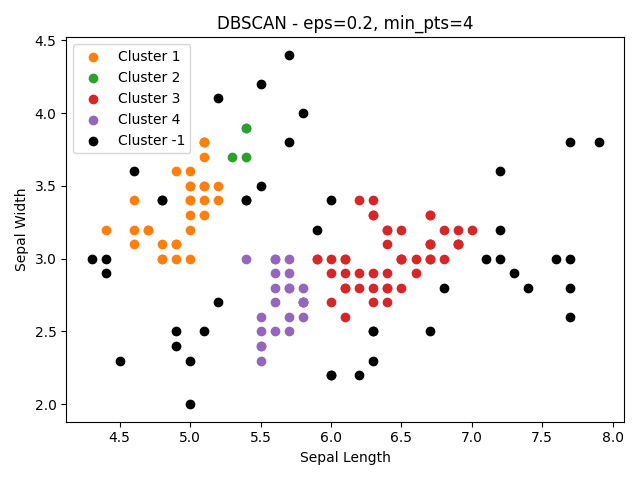 DBSCAN - eps=0.2, min_pts=4
Cluster 1
Cluster 2
Cluster 3
Cluster 4
Cluster -1
Sepal Width
4.5
4.0
3.5
3.0
2.5
2.0
4.5 5.0 5.5 6.0 6.5 7.0 7.5 8.0
Sepal Length